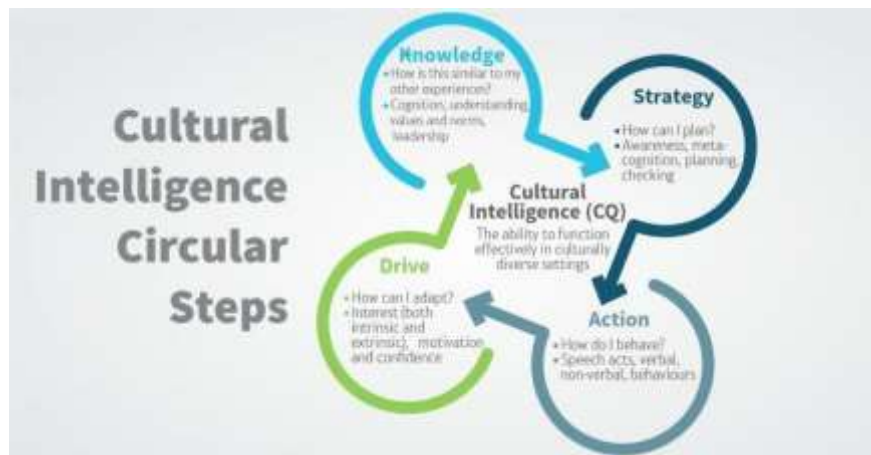 Cultural
Intelligence
Circular
Steps
Knowledge
• How is this similar to my
other experiences?
• Cognition, understanding,
values and norms,
leadership
Strategy
• How can I plan?
• Awareness, meta-
cognition, planning,
checking
Cultural
Intelligence (CQ)
The ability to function
effectively in culturally
diverse settings
Drive
• How can I adapt?
• Interest (both
intrinsic and
extrinsic), motivation
and confidence
Action
• How do I behave?
• Speech acts, verbal,
non-verbal, behaviours